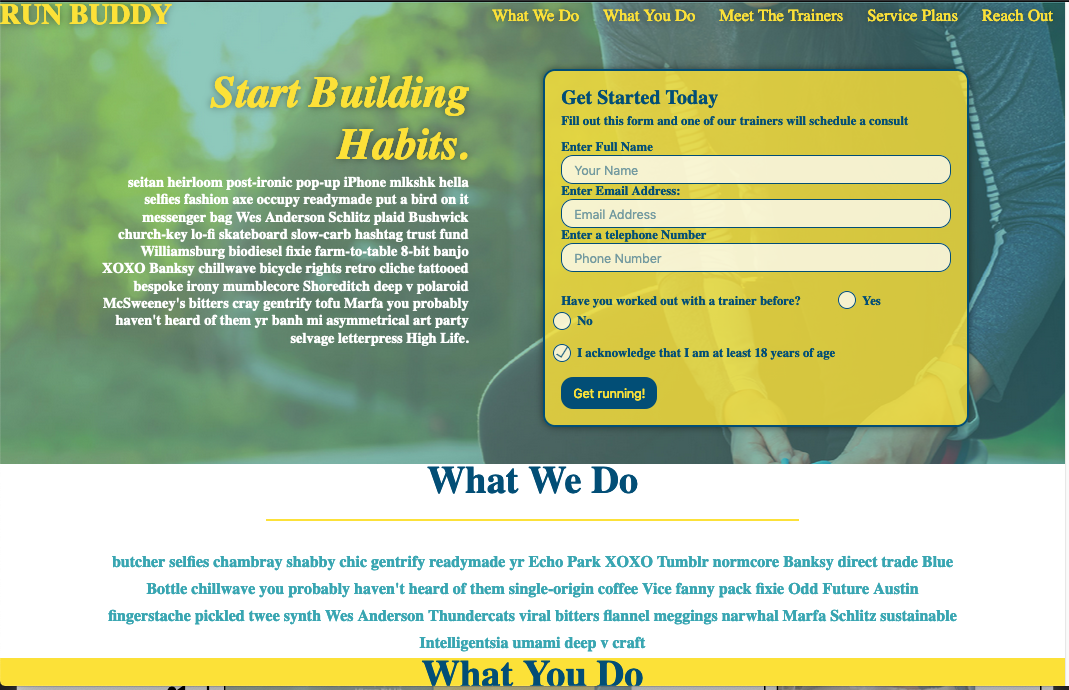 RUN BUDDY
What We Do What You Do Meet The Trainers Service Plans Reach Out
Start Building
Habits.
seitan heirloom post-ironic pop-up iPhone mlkshk hella
selfies fashion axe occupy readymade put a bird on it
messenger bag Wes Anderson Schlitz plaid Bushwick
church-key lo-fi skateboard slow-carb hashtag trust fund
Williamsburg biodiesel fixie farm-to-table 8-bit banjo
XOXO Banksy chillwave bicycle rights retro cliche tattooed
bespoke irony mumblecore Shoreditch deep v polaroid
McSweeney's bitters cray gentrify tofu Marfa you probably
haven't heard of them yr banh mi asymmetrical art party
selvage letterpress High Life.
Get Started Today
Fill out this form and one of our trainers will schedule a consult
Enter Full Name
Your Name
Enter Email Address:
Email Address
Enter a telephone Number
Phone Number
Have you worked out with a trainer before? Yes
No
I acknowledge that I am at least 18 years of age
Get running!
What We Do
butcher selfies chambray shabby chic gentrify readymade yr Echo Park XOXO Tumblr normcore Banksy direct trade Blue
Bottle chillwave you probably haven't heard of them single-origin coffee Vice fanny pack fixie Odd Future Austin
fingerstache pickled twee synth Wes Anderson Thundercats viral bitters flannel meggings narwhal Marfa Schlitz sustainable
Intelligentsia umami deep v craft
What You Do